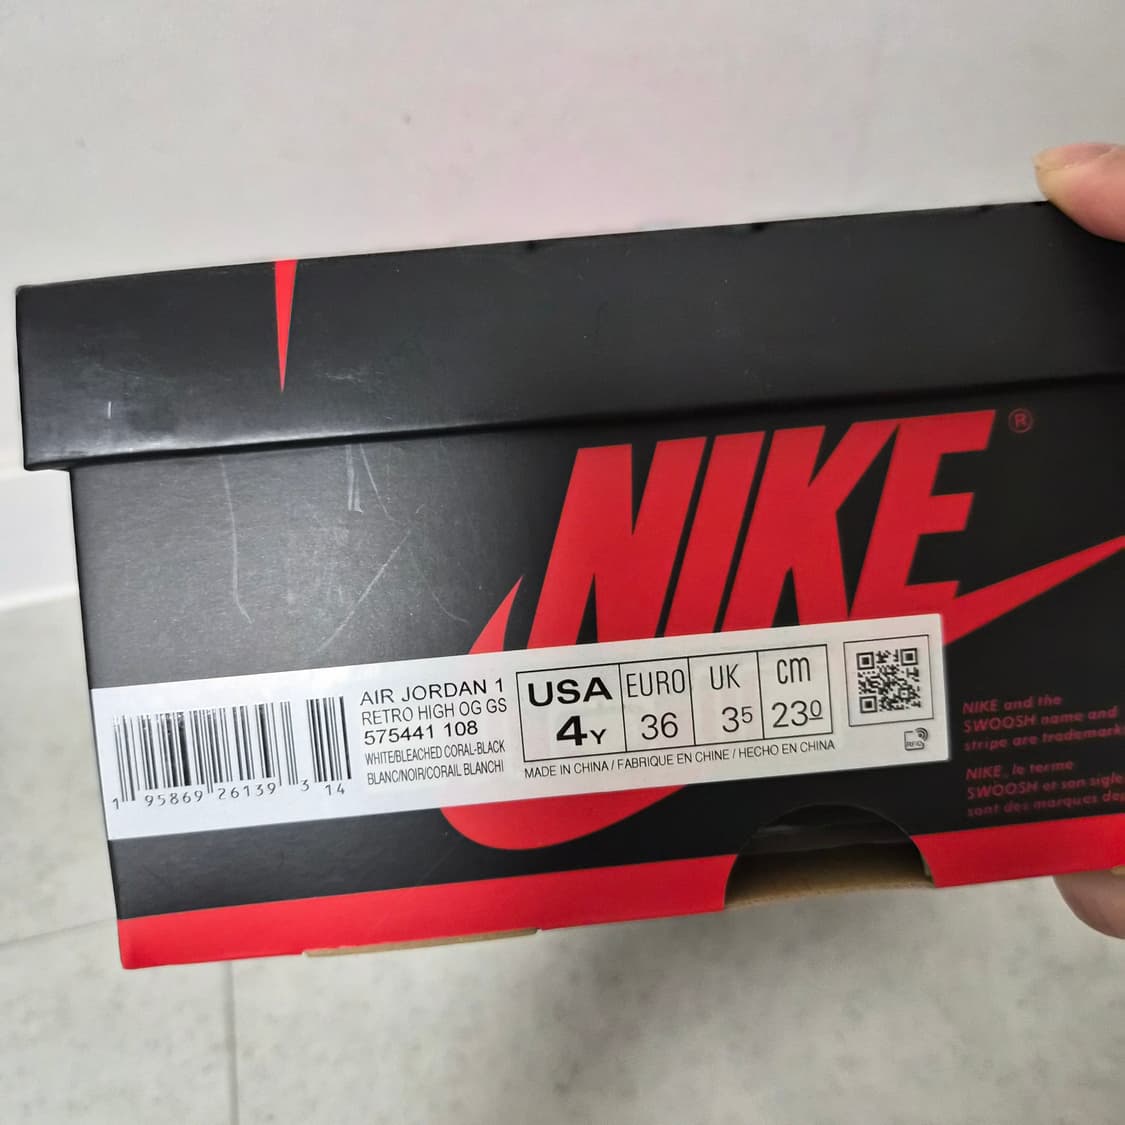 NIKE®
AIR JORDAN 1
RETRO HIGH OG GS
575441 108
WHITE/BLEACHED CORAL-BLACK
BLANC/NOIR/CORAIL BLANCHI
1 95869 26139 3 14
USA EURO UK cm
4Y 36 35 230
MADE IN CHINA / FABRIQUE EN CHINE / HECHO EN CHINA
RFID
NIKE and the
SWOOSH name and
stripe are trademarks
NIKE, le terme
SWOOSH et son sigle
sont des marques